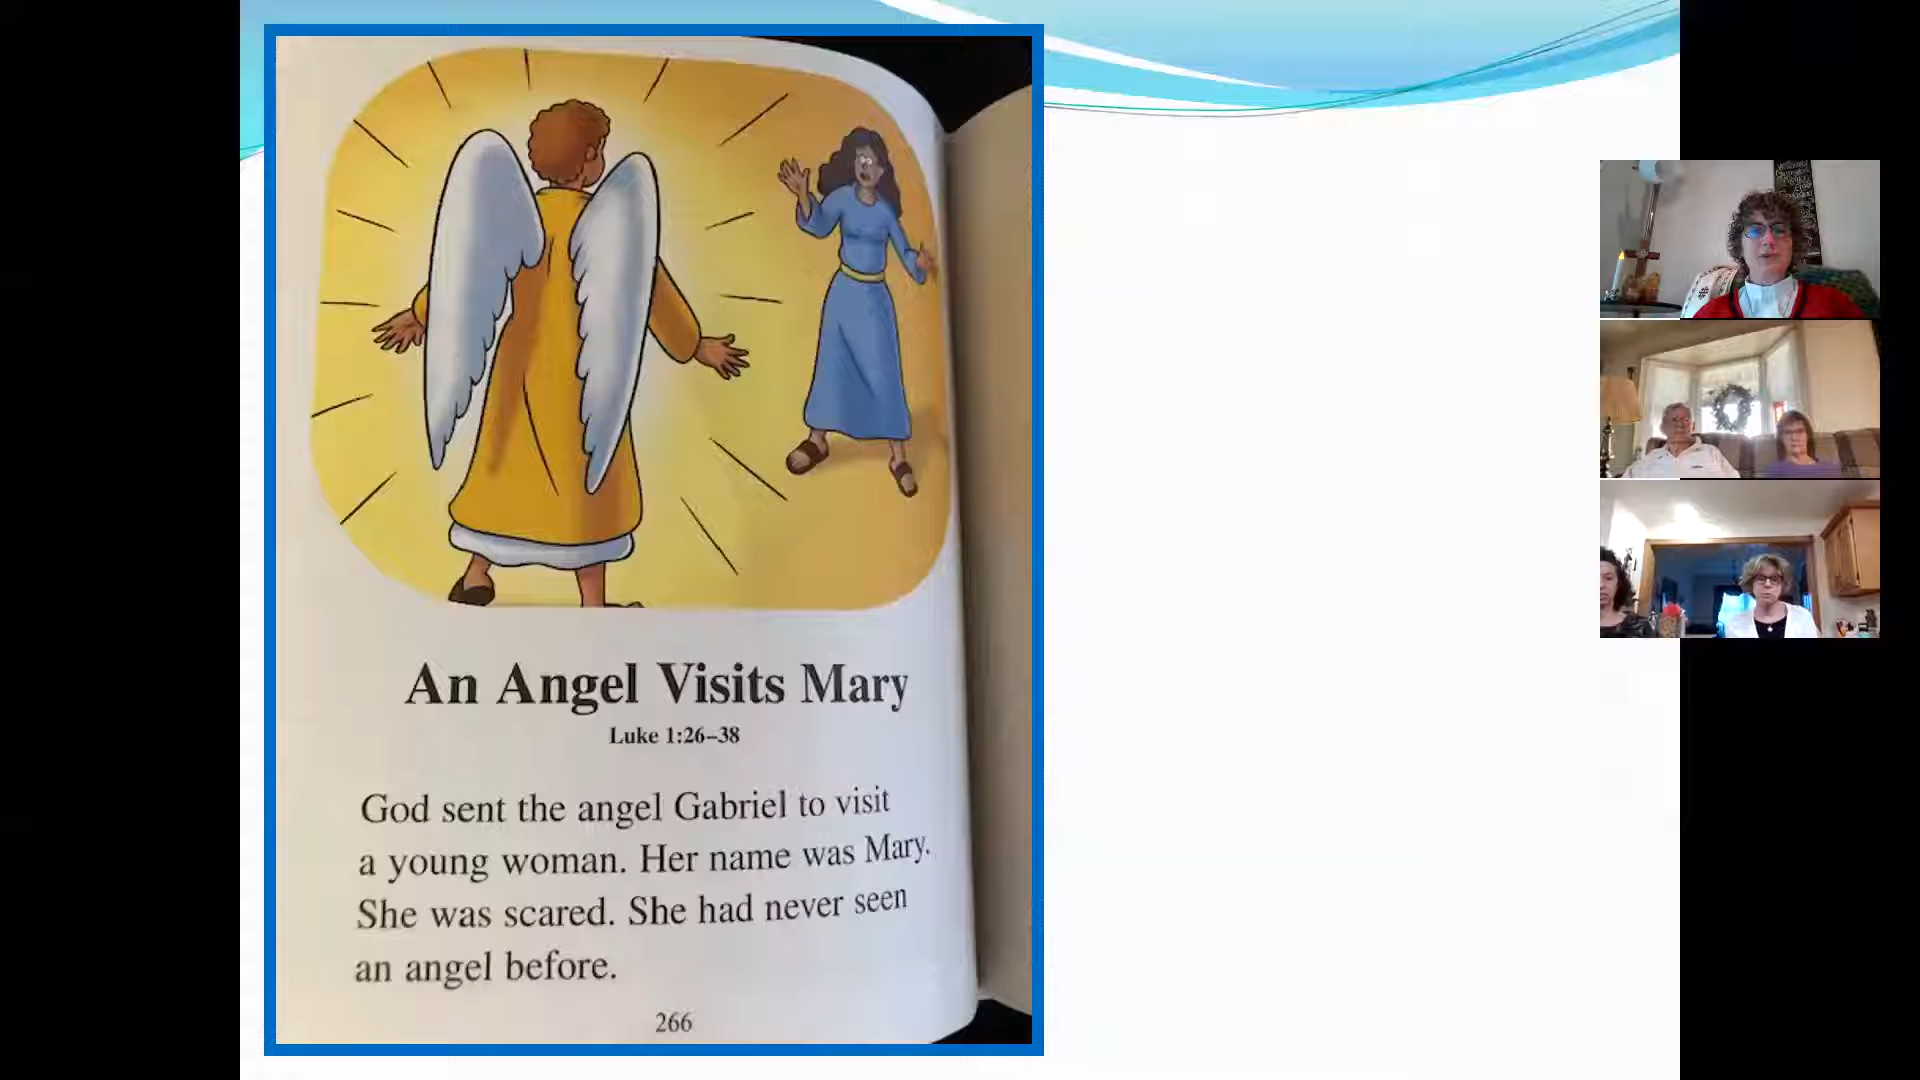 An Angel Visits Mary
Luke 1:26–38
God sent the angel Gabriel to visit
a young woman. Her name was Mary.
She was scared. She had never seen
an angel before.
266